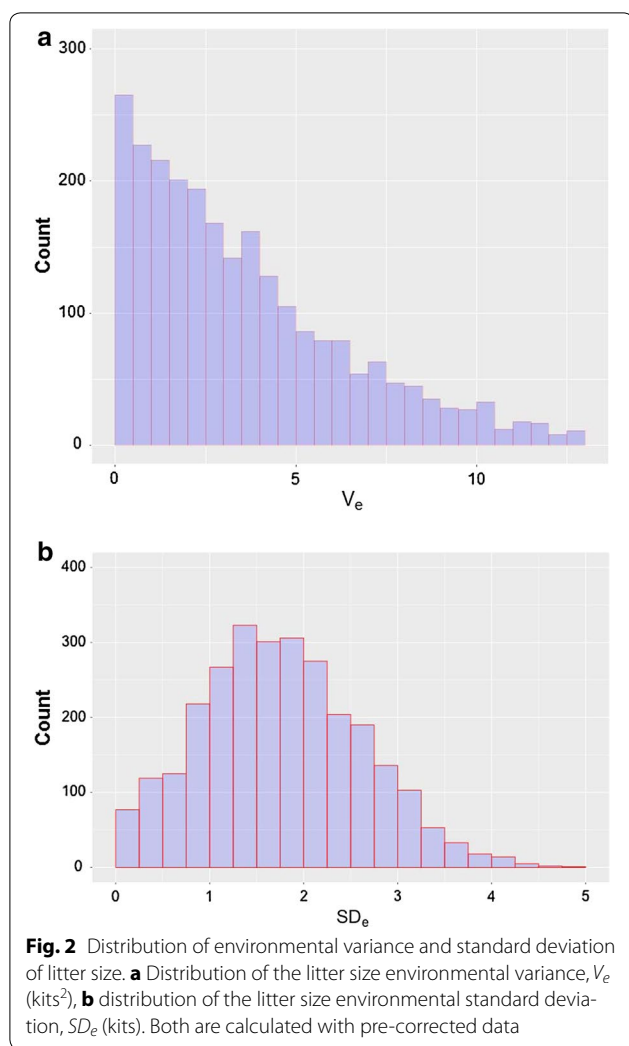 a
300
200
100
0
Count
0 5 10
Vₑ
b
400
300
200
100
0
Count
0 1 2 3 4 5
SDₑ
Fig. 2 Distribution of environmental variance and standard deviation
of litter size. a Distribution of the litter size environmental variance, Vₑ
(kits²), b distribution of the litter size environmental standard devia-
tion, SDₑ (kits). Both are calculated with pre-corrected data